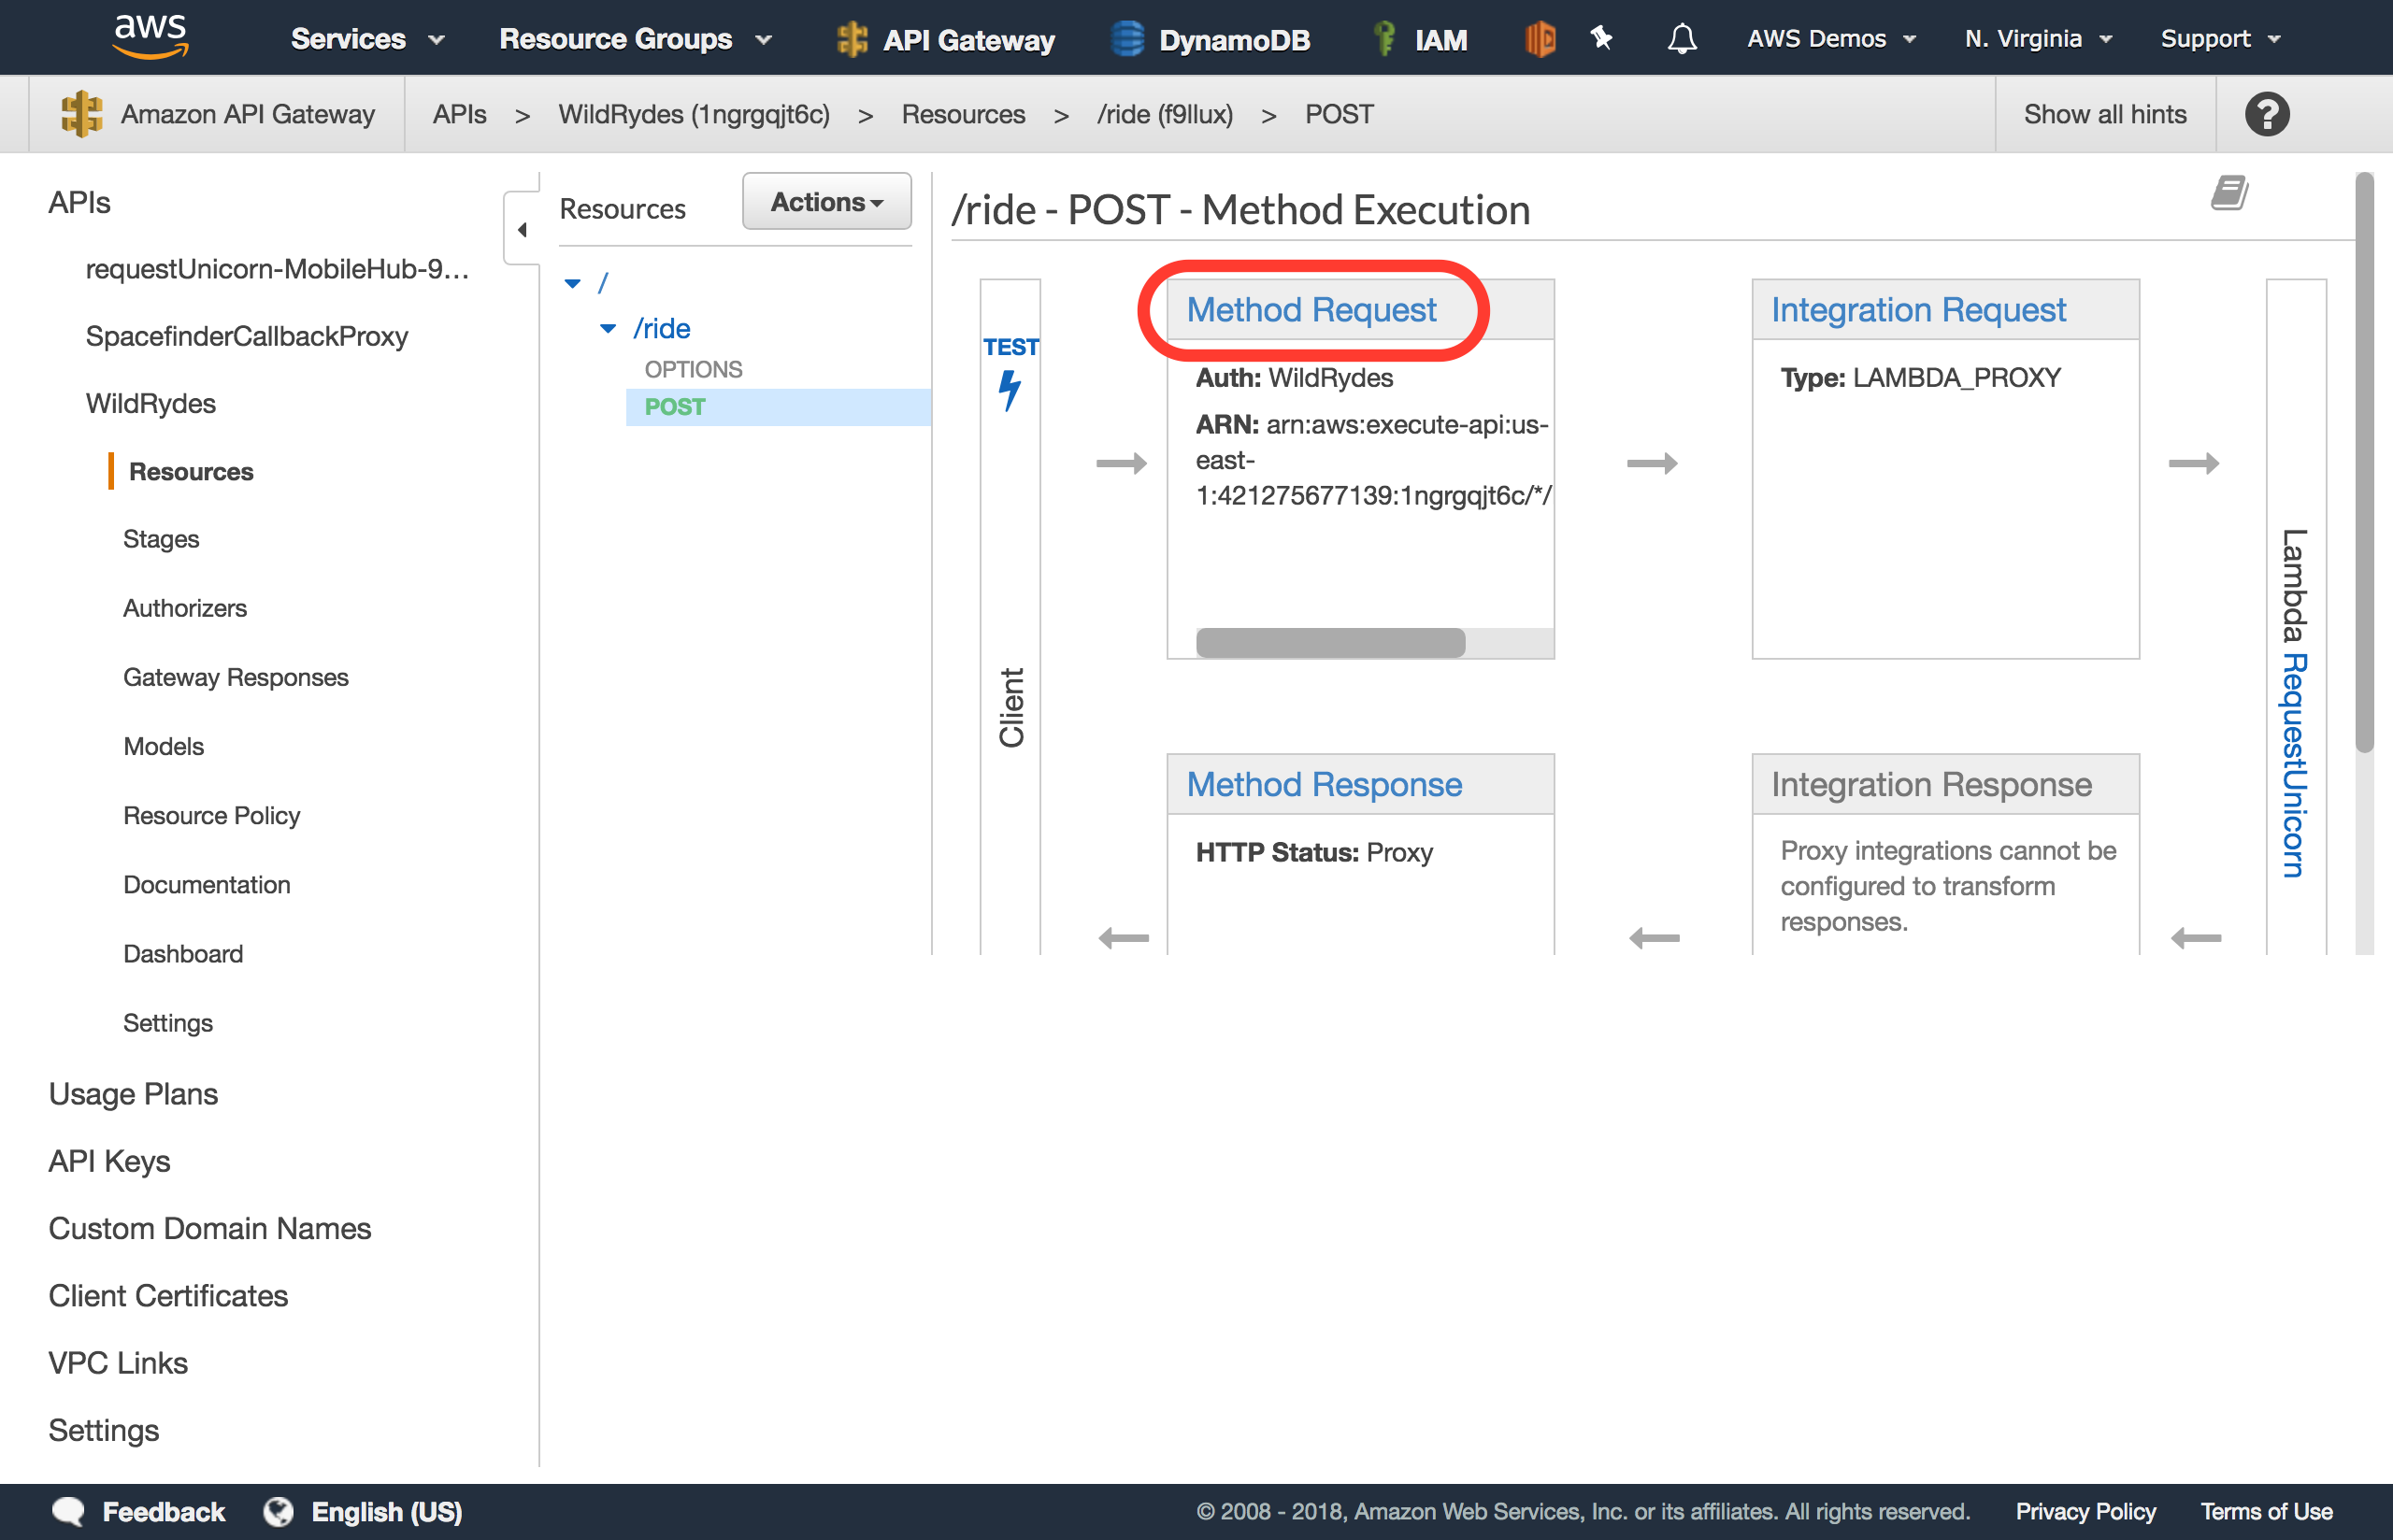 aws Services Resource Groups API Gateway DynamoDB IAM AWS Demos N. Virginia Support
Amazon API Gateway APIs > WildRydes (1ngrgqjt6c) > Resources > /ride (f9llux) > POST Show all hints ?
APIs
requestUnicorn-MobileHub-9...
SpacefinderCallbackProxy
WildRydes
Resources
Stages
Authorizers
Gateway Responses
Models
Resource Policy
Documentation
Dashboard
Settings
Usage Plans
API Keys
Custom Domain Names
Client Certificates
VPC Links
Settings
Resources Actions
/
/ride
OPTIONS
POST
/ride - POST - Method Execution
TEST
Client
Method Request
Auth: WildRydes
ARN: arn:aws:execute-api:us-
east-
1:421275677139:1ngrgqjt6c/*/
Integration Request
Type: LAMBDA_PROXY
Lambda RequestUnicorn
Method Response
HTTP Status: Proxy
Integration Response
Proxy integrations cannot be
configured to transform
responses.
Feedback English (US) © 2008 - 2018, Amazon Web Services, Inc. or its affiliates. All rights reserved. Privacy Policy Terms of Use